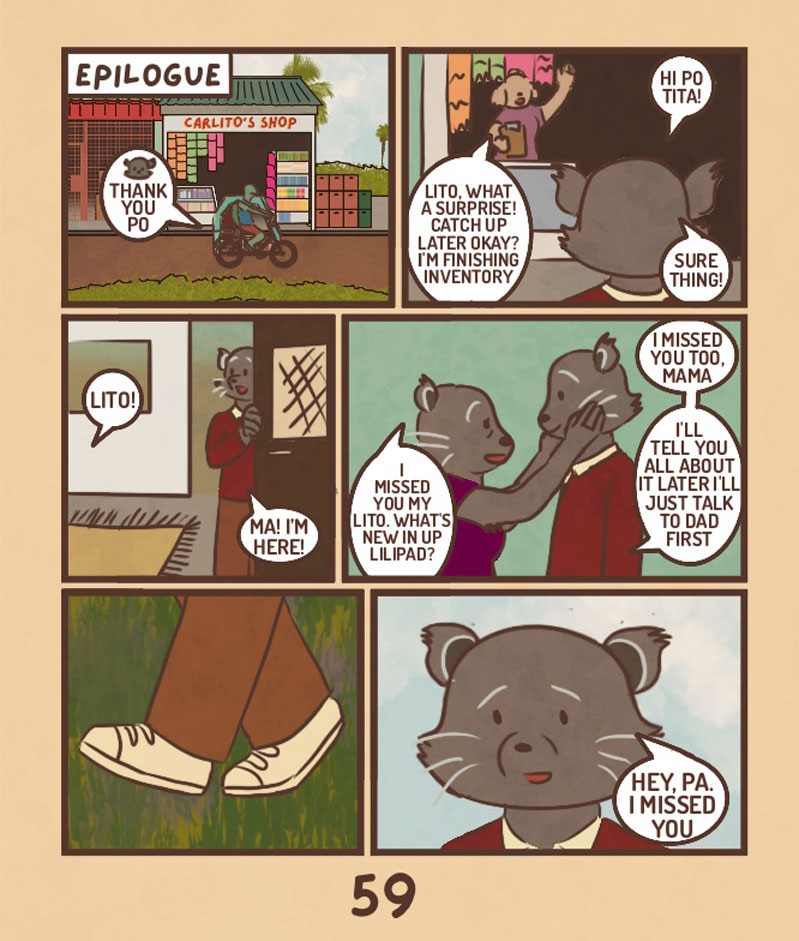 EPILOGUE
CARLITO'S SHOP
THANK
YOU
PO
HI PO
TITA!
LITO, WHAT
A SURPRISE!
CATCH UP
LATER OKAY?
I'M FINISHING
INVENTORY
SURE
THING!
LITO!
MA! I'M
HERE!
I
MISSED
YOU MY
LITO. WHAT'S
NEW IN UP
LILIPAD?
I MISSED
YOU TOO,
MAMA
I'LL
TELL YOU
ALL ABOUT
IT LATER I'LL
JUST TALK
TO DAD
FIRST
HEY, PA.
I MISSED
YOU
59